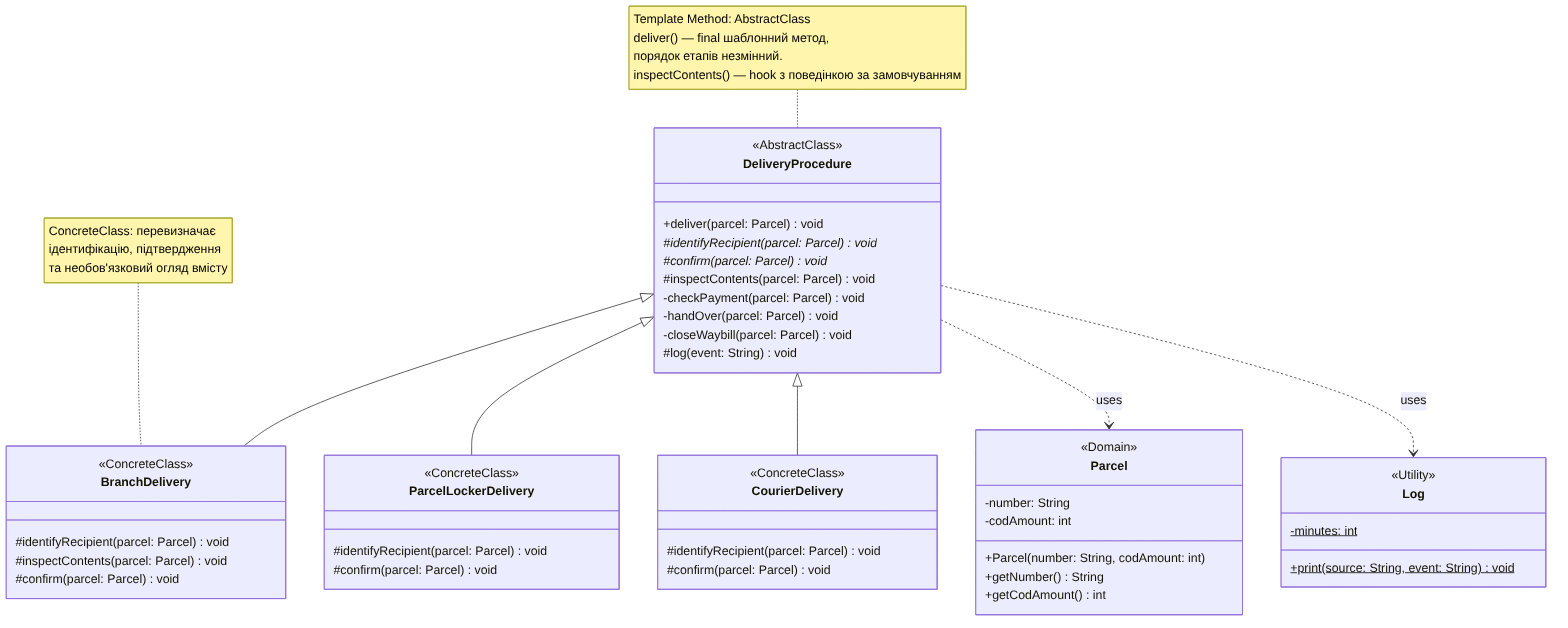 Template Method: AbstractClass
deliver() — final шаблонний метод,
порядок етапів незмінний.
inspectContents() — hook з поведінкою за замовчуванням
«AbstractClass»
DeliveryProcedure
+deliver(parcel: Parcel) : void
#identifyRecipient(parcel: Parcel) : void
#confirm(parcel: Parcel) : void
#inspectContents(parcel: Parcel) : void
-checkPayment(parcel: Parcel) : void
-handOver(parcel: Parcel) : void
-closeWaybill(parcel: Parcel) : void
#log(event: String) : void
ConcreteClass: перевизначає
ідентифікацію, підтвердження
та необов'язковий огляд вмісту
uses
uses
«ConcreteClass»
BranchDelivery
#identifyRecipient(parcel: Parcel) : void
#inspectContents(parcel: Parcel) : void
#confirm(parcel: Parcel) : void
«ConcreteClass»
ParcelLockerDelivery
#identifyRecipient(parcel: Parcel) : void
#confirm(parcel: Parcel) : void
«ConcreteClass»
CourierDelivery
#identifyRecipient(parcel: Parcel) : void
#confirm(parcel: Parcel) : void
«Domain»
Parcel
-number: String
-codAmount: int
+Parcel(number: String, codAmount: int)
+getNumber() : String
+getCodAmount() : int
«Utility»
Log
-minutes: int
+print(source: String, event: String) : void